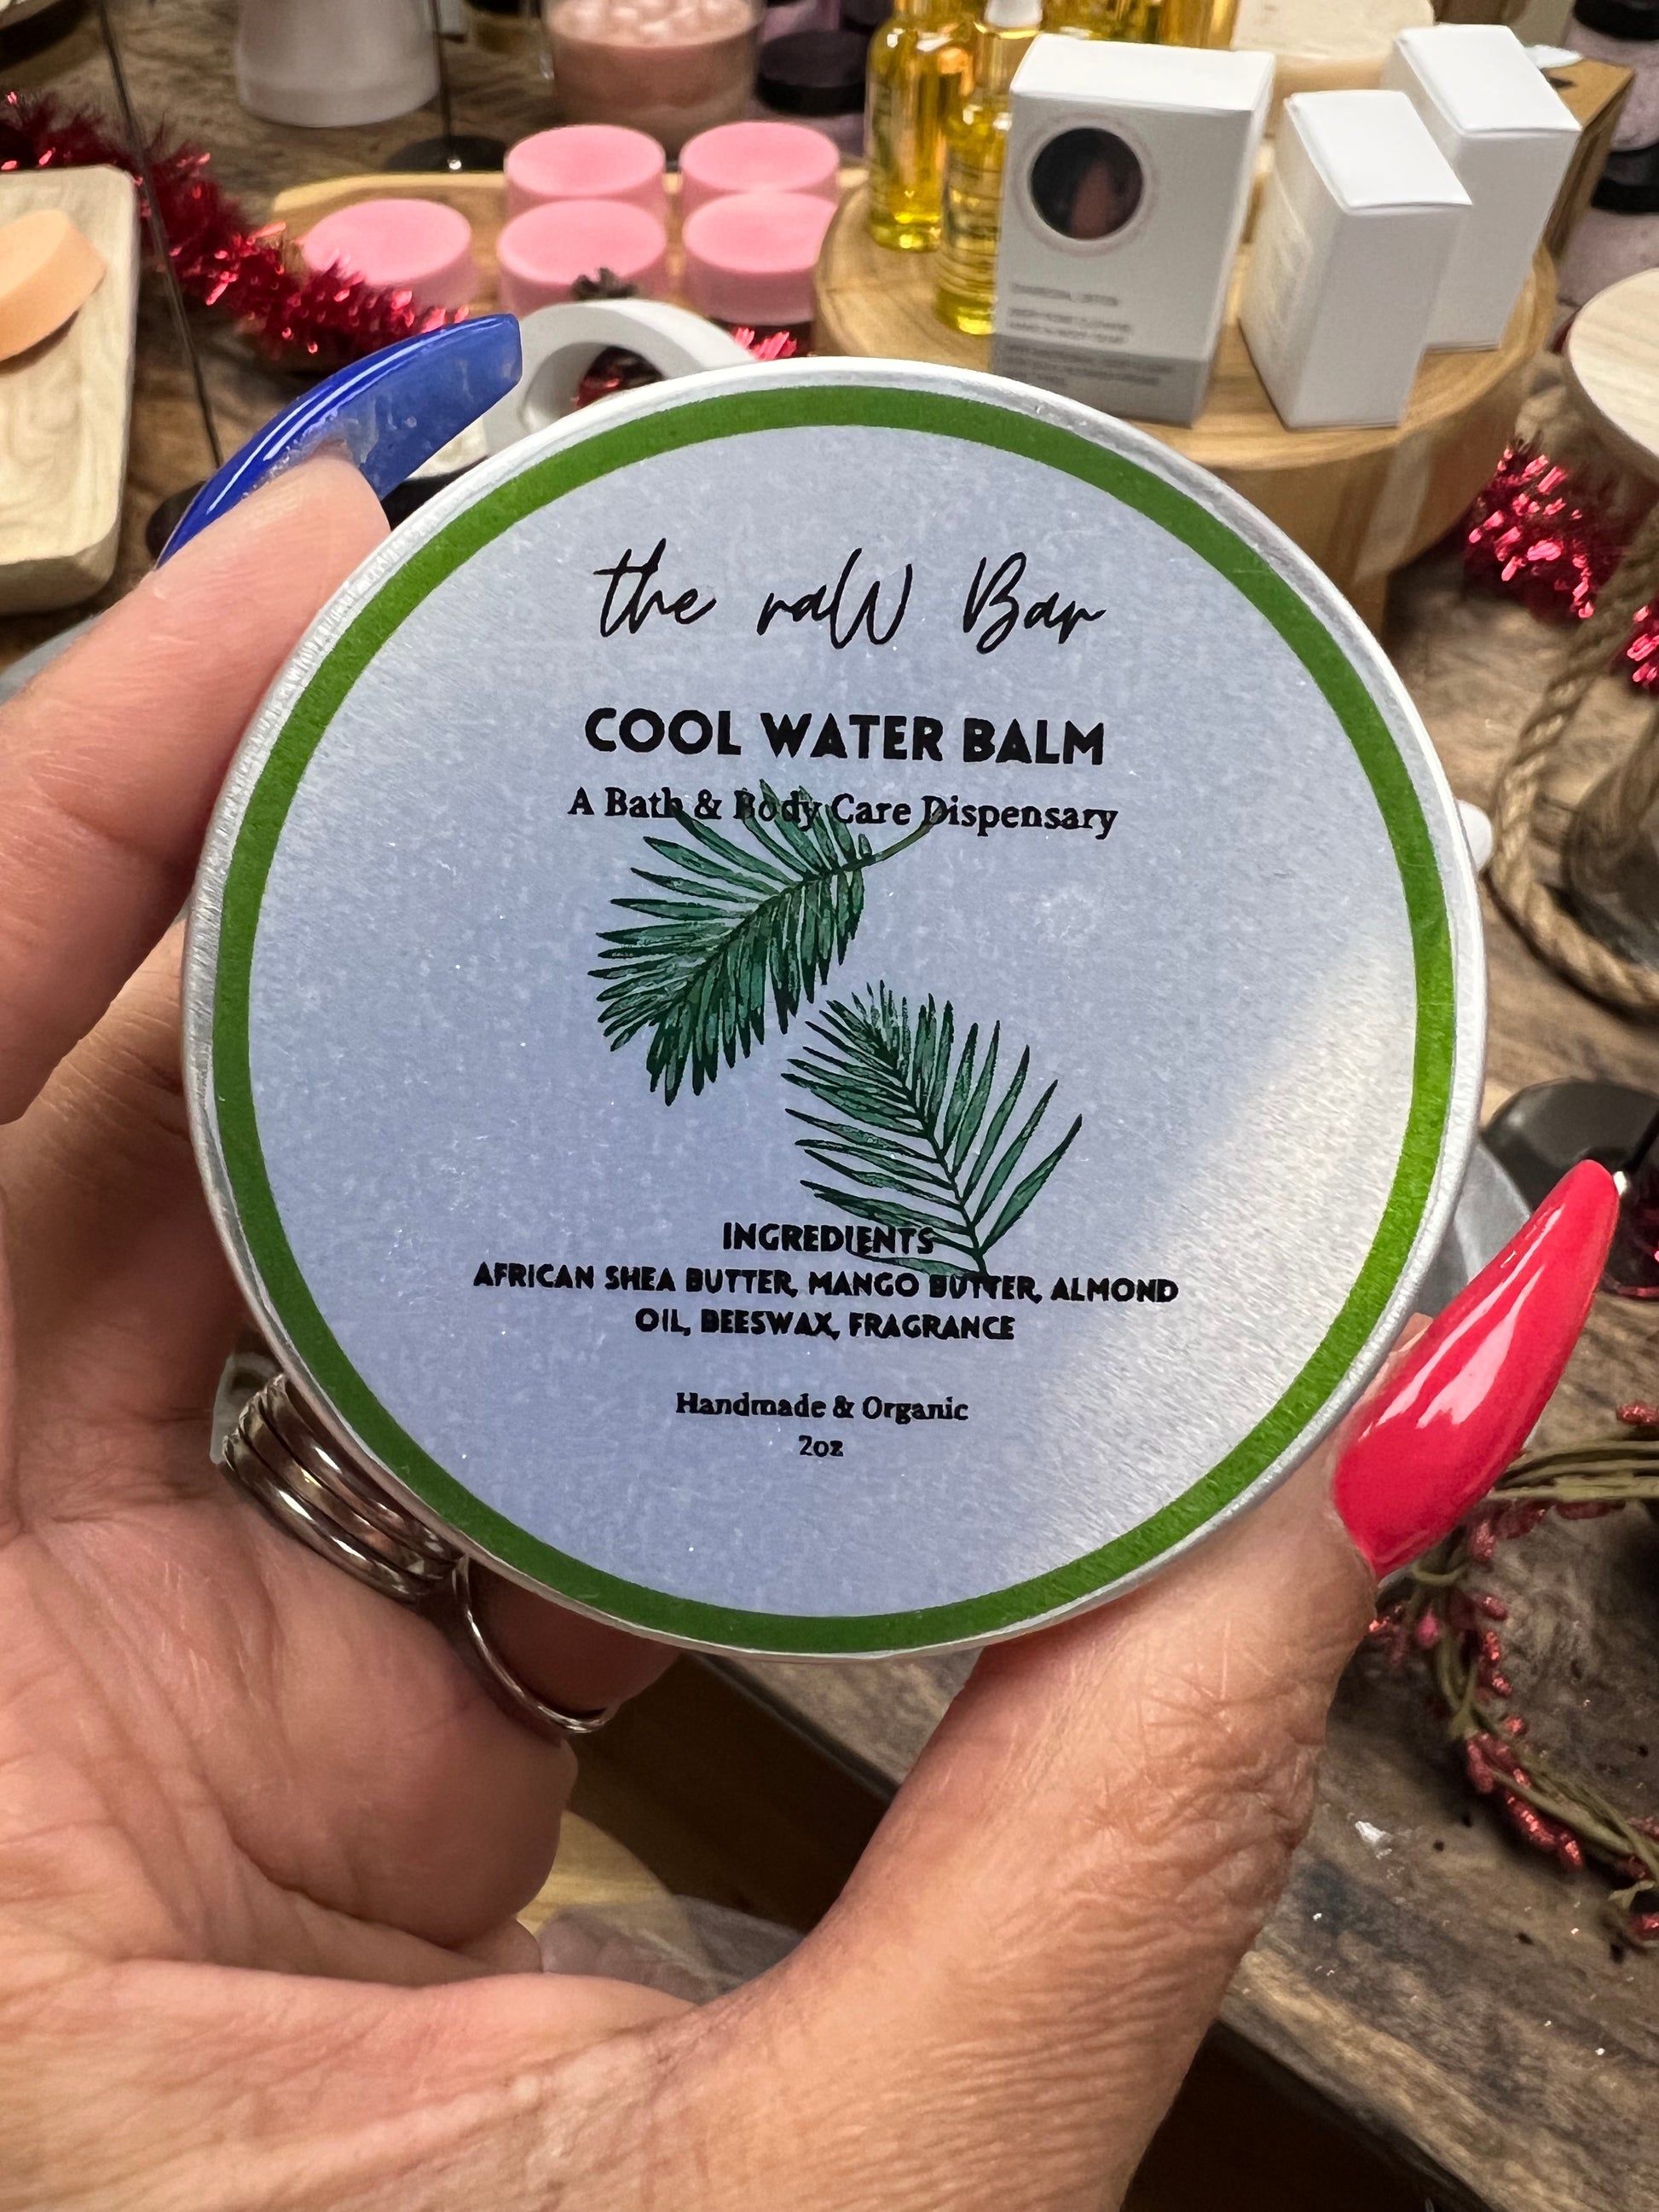 the raW Bar
COOL WATER BALM
A Bath & Body Care Dispensary
INGREDIENTS
AFRICAN SHEA BUTTER, MANGO BUTTER, ALMOND
OIL, BEESWAX, FRAGRANCE
Handmade & Organic
2oz